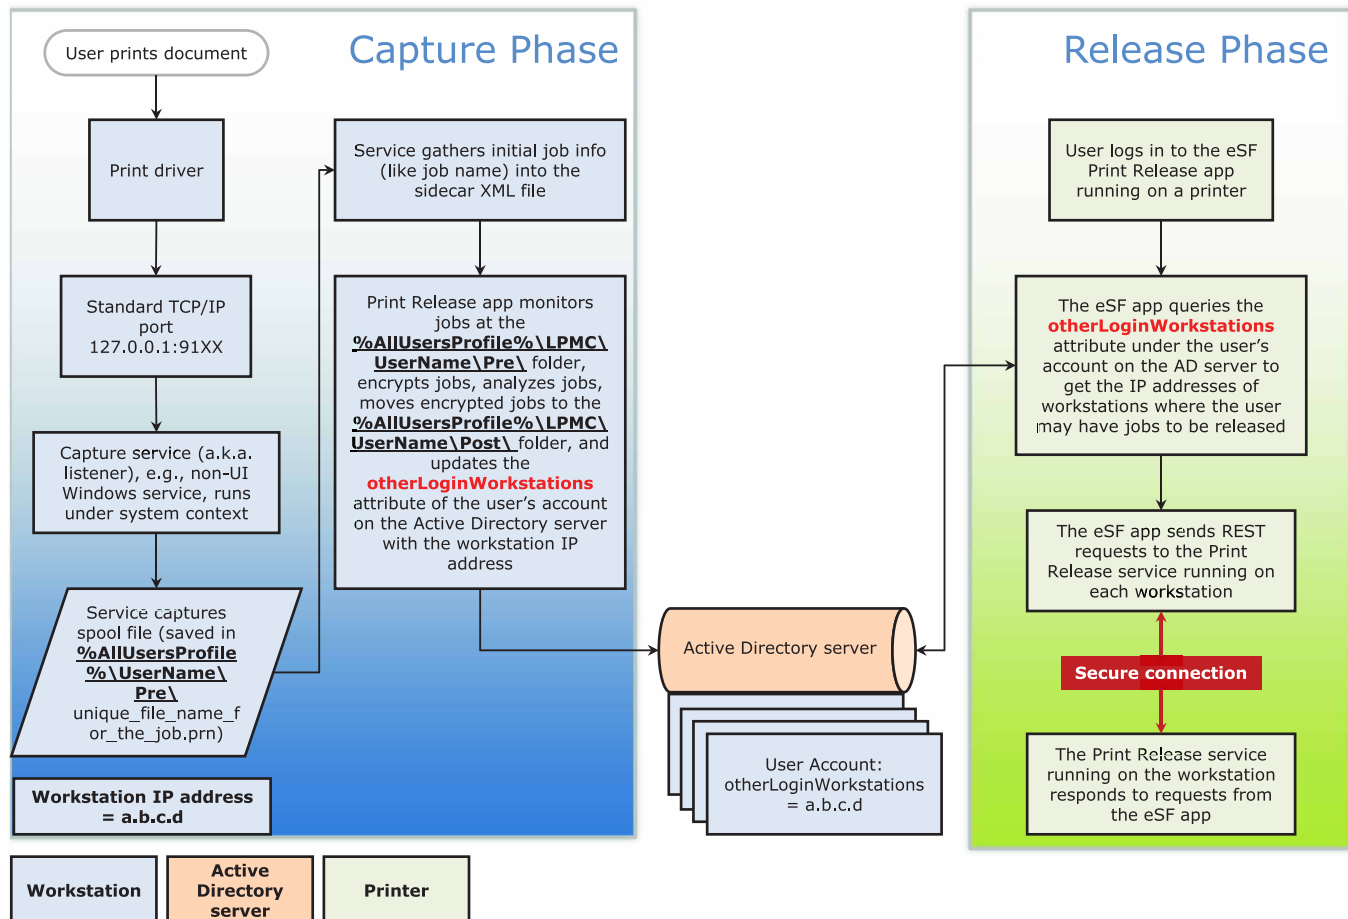 Capture Phase
User prints document
Print driver
Standard TCP/IP
port
127.0.0.1:91XX
Capture service (a.k.a.
listener), e.g., non-UI
Windows service, runs
under system context
Service captures
spool file (saved in
%AllUsersProfile
%\UserName\
Pre\
unique_file_name_f
or_the_job.prn)
Workstation IP address
= a.b.c.d
Service gathers initial job info
(like job name) into the
sidecar XML file
Print Release app monitors
jobs at the
%AllUsersProfile%\LPMC\
UserName\Pre\ folder,
encrypts jobs, analyzes jobs,
moves encrypted jobs to the
%AllUsersProfile%\LPMC\
UserName\Post\ folder, and
updates the
otherLoginWorkstations
attribute of the user’s account
on the Active Directory server
with the workstation IP
address
Active Directory server
User Account:
otherLoginWorkstations
= a.b.c.d
Release Phase
User logs in to the eSF
Print Release app
running on a printer
The eSF app queries the
otherLoginWorkstations
attribute under the user’s
account on the AD server to
get the IP addresses of
workstations where the user
may have jobs to be released
The eSF app sends REST
requests to the Print
Release service running on
each workstation
Secure connection
The Print Release service
running on the workstation
responds to requests from
the eSF app
Workstation
Active
Directory
server
Printer